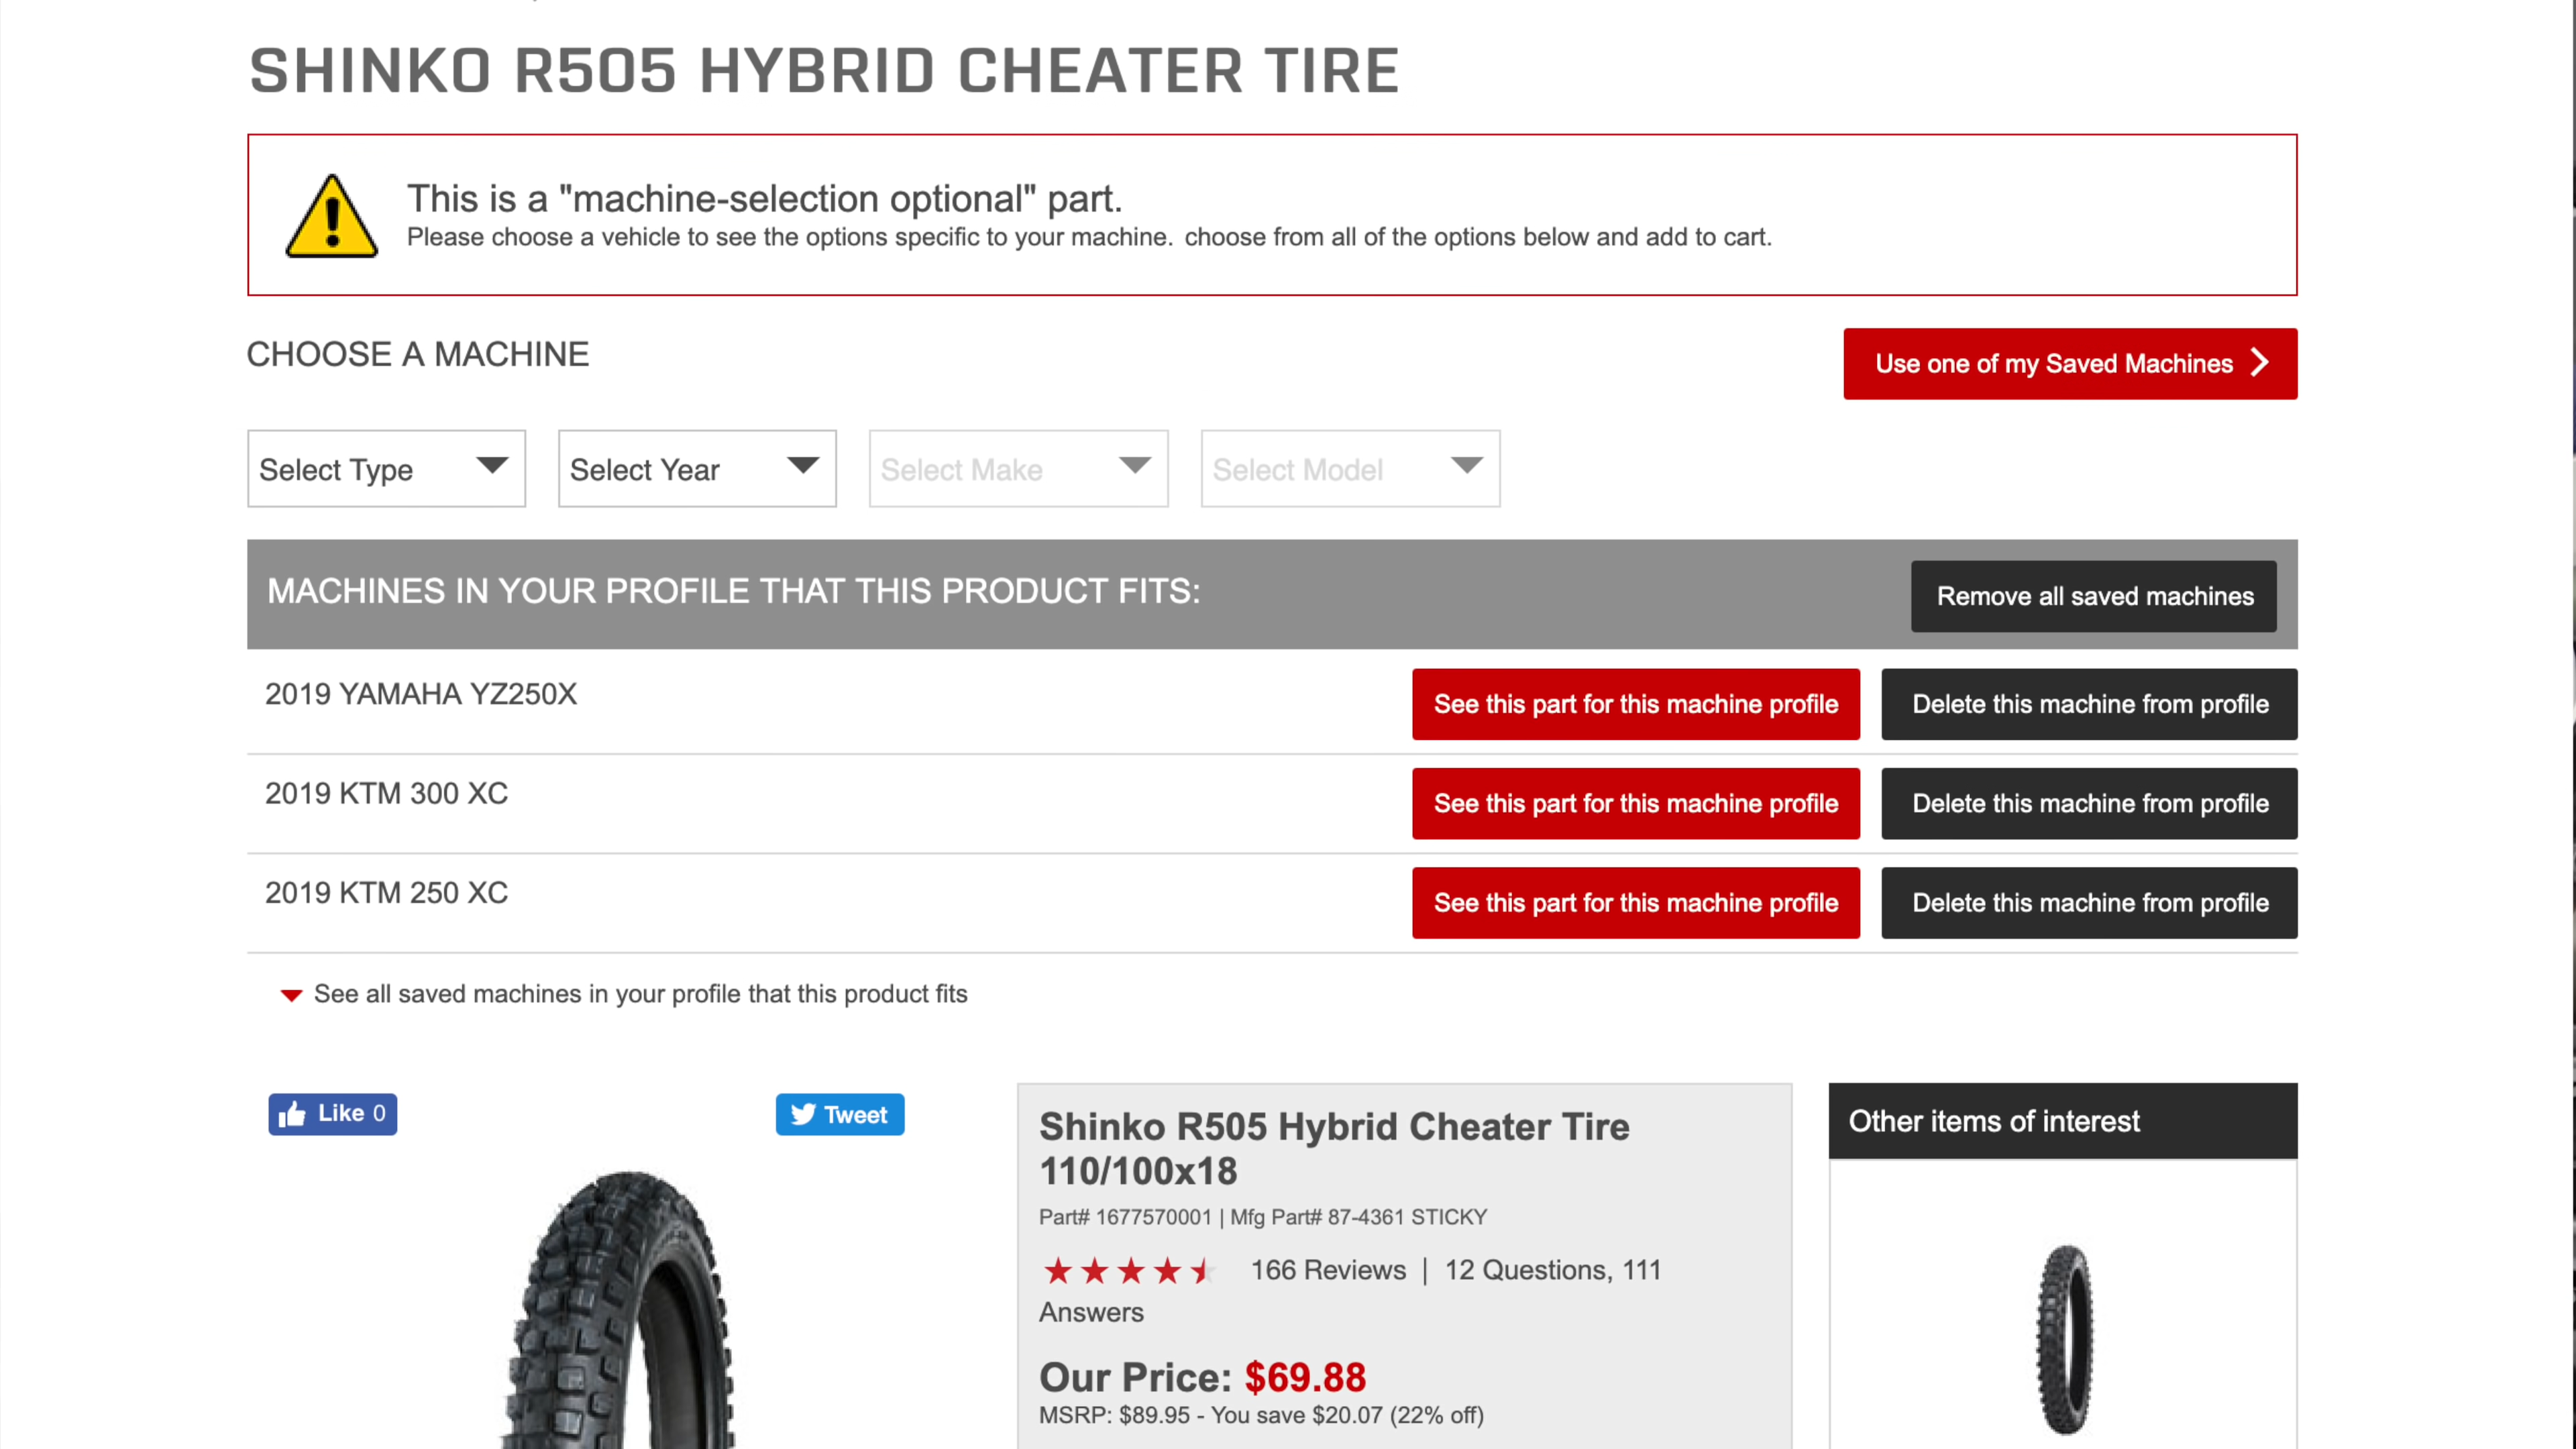 SHINKO R505 HYBRID CHEATER TIRE
This is a "machine-selection optional" part.
Please choose a vehicle to see the options specific to your machine. choose from all of the options below and add to cart.
CHOOSE A MACHINE
Use one of my Saved Machines
Select Type
Select Year
Select Make
Select Model
MACHINES IN YOUR PROFILE THAT THIS PRODUCT FITS:
Remove all saved machines
2019 YAMAHA YZ250X
See this part for this machine profile
Delete this machine from profile
2019 KTM 300 XC
See this part for this machine profile
Delete this machine from profile
2019 KTM 250 XC
See this part for this machine profile
Delete this machine from profile
See all saved machines in your profile that this product fits
Like 0
Tweet
Shinko R505 Hybrid Cheater Tire
110/100x18
Part# 1677570001 | Mfg Part# 87-4361 STICKY
166 Reviews | 12 Questions, 111
Answers
Our Price: $69.88
MSRP: $89.95 - You save $20.07 (22% off)
Other items of interest